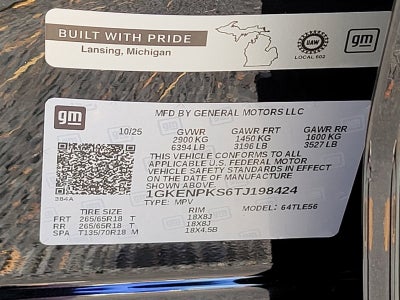 BUILT WITH PRIDE
Lansing, Michigan
UAW
LOCAL 602
gm
gm
MFD BY GENERAL MOTORS LLC
10/25 GVWR GAWR FRT GAWR RR
2900 KG 1450 KG 1600 KG
6394 LB 3196 LB 3527 LB
THIS VEHICLE CONFORMS TO ALL
APPLICABLE U.S. FEDERAL MOTOR
VEHICLE SAFETY STANDARDS IN EFFECT
ON THE DATE OF MANUFACTURE
SHOWN ABOVE.
1GKENPKS6TJ198424
384A
TYPE: MPV MODEL: 64TLE56
TIRE SIZE RIM
FRT 265/65R18 T 18X8J
RR 265/65R18 T 18X8J
SPA T135/70R18 M 18X4.5B